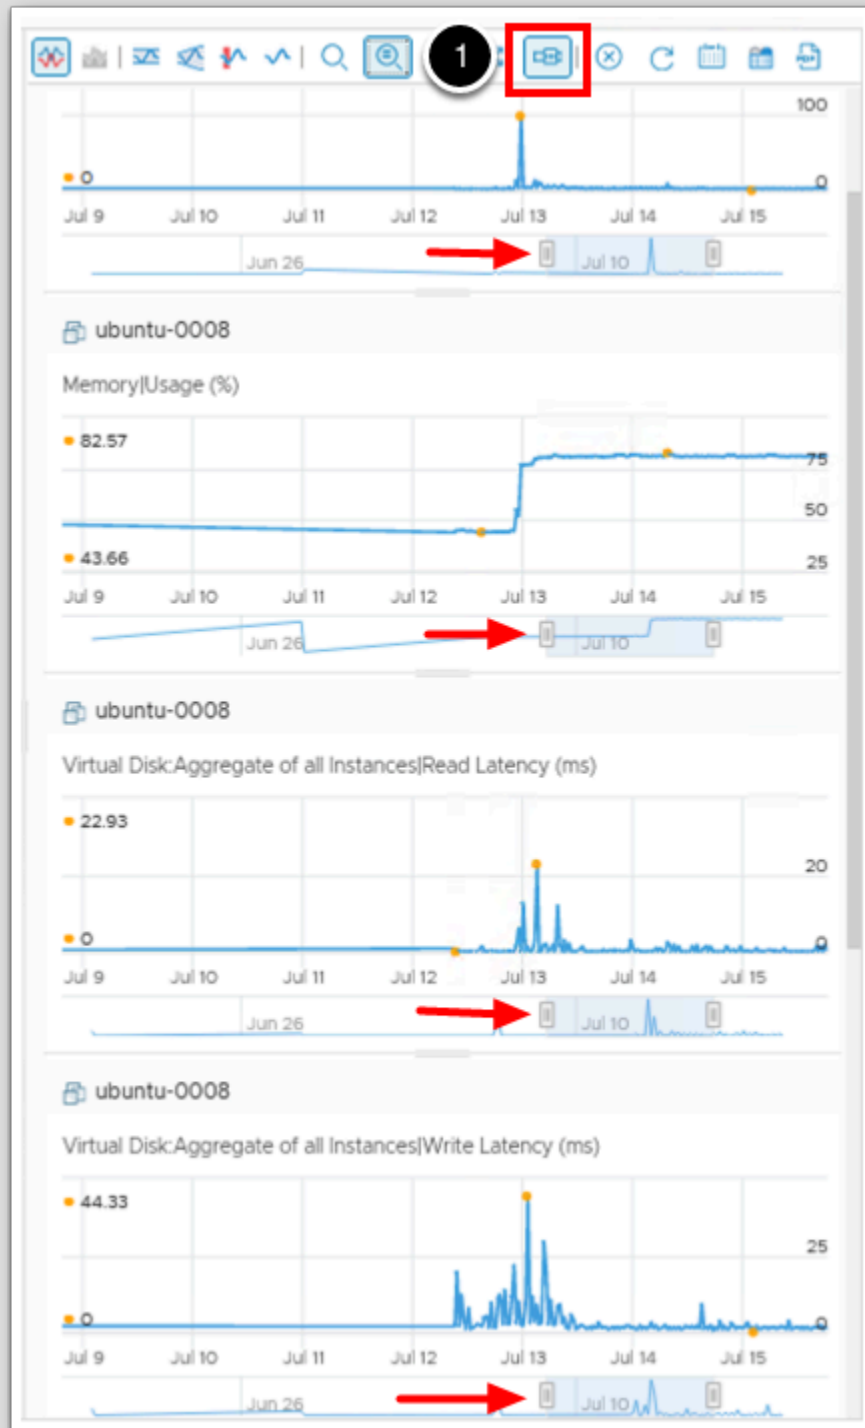 1
PDF
100
0
0
Jul 9 Jul 10 Jul 11 Jul 12 Jul 13 Jul 14 Jul 15
Jun 26 Jul 10
ubuntu-0008
Memory|Usage (%)
82.57
75
50
43.66
25
Jul 9 Jul 10 Jul 11 Jul 12 Jul 13 Jul 14 Jul 15
Jun 26 Jul 10
ubuntu-0008
Virtual Disk:Aggregate of all Instances|Read Latency (ms)
22.93
20
0
0
Jul 9 Jul 10 Jul 11 Jul 12 Jul 13 Jul 14 Jul 15
Jun 26 Jul 10
ubuntu-0008
Virtual Disk:Aggregate of all Instances|Write Latency (ms)
44.33
25
0
0
Jul 9 Jul 10 Jul 11 Jul 12 Jul 13 Jul 14 Jul 15
Jun 26 Jul 10